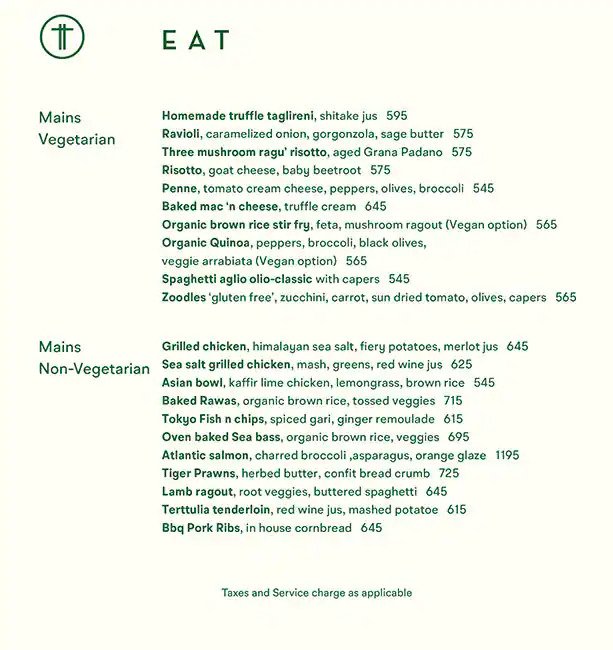 EAT
Mains
Vegetarian
Homemade truffle taglireni, shitake jus 595
Ravioli, caramelized onion, gorgonzola, sage butter 575
Three mushroom ragu' risotto, aged Grana Padano 575
Risotto, goat cheese, baby beetroot 575
Penne, tomato cream cheese, peppers, olives, broccoli 545
Baked mac 'n cheese, truffle cream 645
Organic brown rice stir fry, feta, mushroom ragout (Vegan option) 565
Organic Quinoa, peppers, broccoli, black olives,
veggie arrabiata (Vegan option) 565
Spaghetti aglio olio-classic with capers 545
Zoodles 'gluten free', zucchini, carrot, sun dried tomato, olives, capers 565
Mains
Non-Vegetarian
Grilled chicken, himalayan sea salt, fiery potatoes, merlot jus 645
Sea salt grilled chicken, mash, greens, red wine jus 625
Asian bowl, kaffir lime chicken, lemongrass, brown rice 545
Baked Rawas, organic brown rice, tossed veggies 715
Tokyo Fish n chips, spiced gari, ginger remoulade 615
Oven baked Sea bass, organic brown rice, veggies 695
Atlantic salmon, charred broccoli ,asparagus, orange glaze 1195
Tiger Prawns, herbed butter, confit bread crumb 725
Lamb ragout, root veggies, buttered spaghetti 645
Terttulia tenderloin, red wine jus, mashed potatoe 615
Bbq Pork Ribs, in house cornbread 645
Taxes and Service charge as applicable